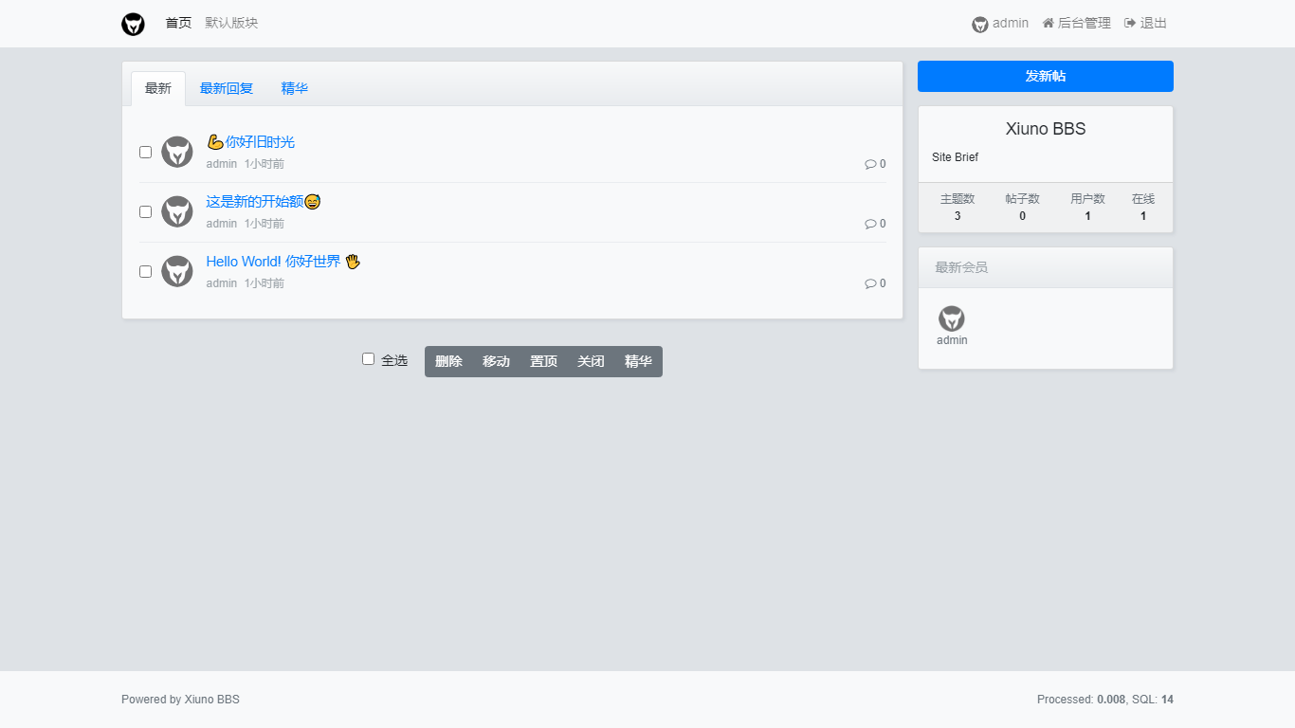 首页 默认版块 admin 后台管理 退出
最新 最新回复 精华
💪你好旧时光
admin 1小时前 0
这是新的开始额😅
admin 1小时前 0
Hello World! 你好世界 🖐
admin 1小时前 0
全选 删除 移动 置顶 关闭 精华
发新帖
Xiuno BBS
Site Brief
主题数 帖子数 用户数 在线
3 0 1 1
最新会员
admin
Powered by Xiuno BBS Processed: 0.008, SQL: 14